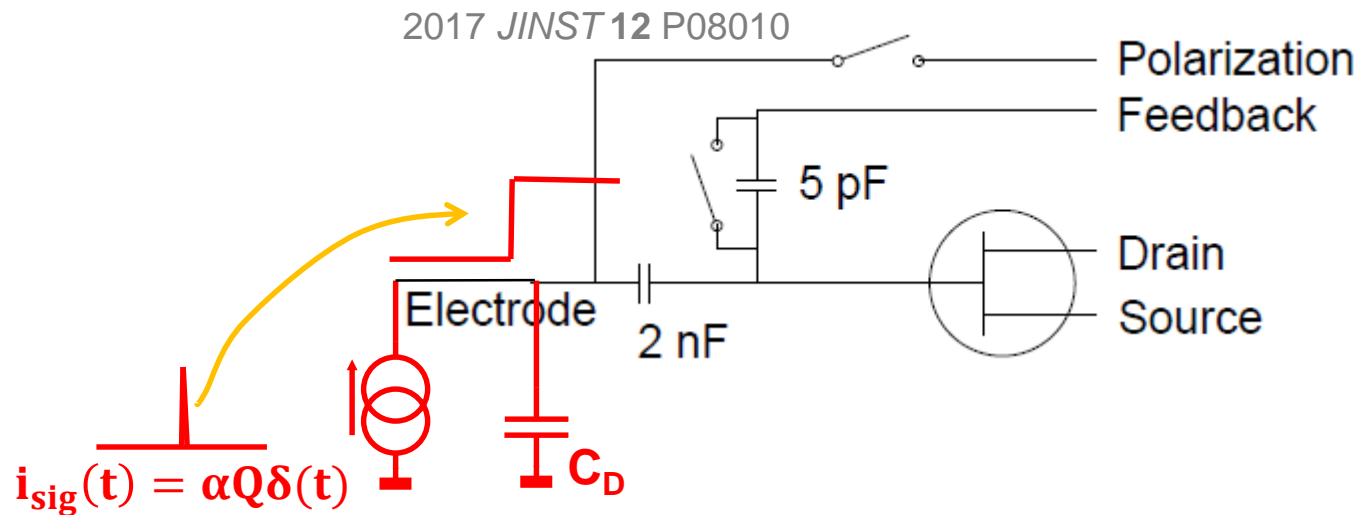 2017 JINST 12 P08010
Polarization
Feedback
5 pF
Drain
Electrode
Source
2 nF
i_sig(t) = αQδ(t)
C_D